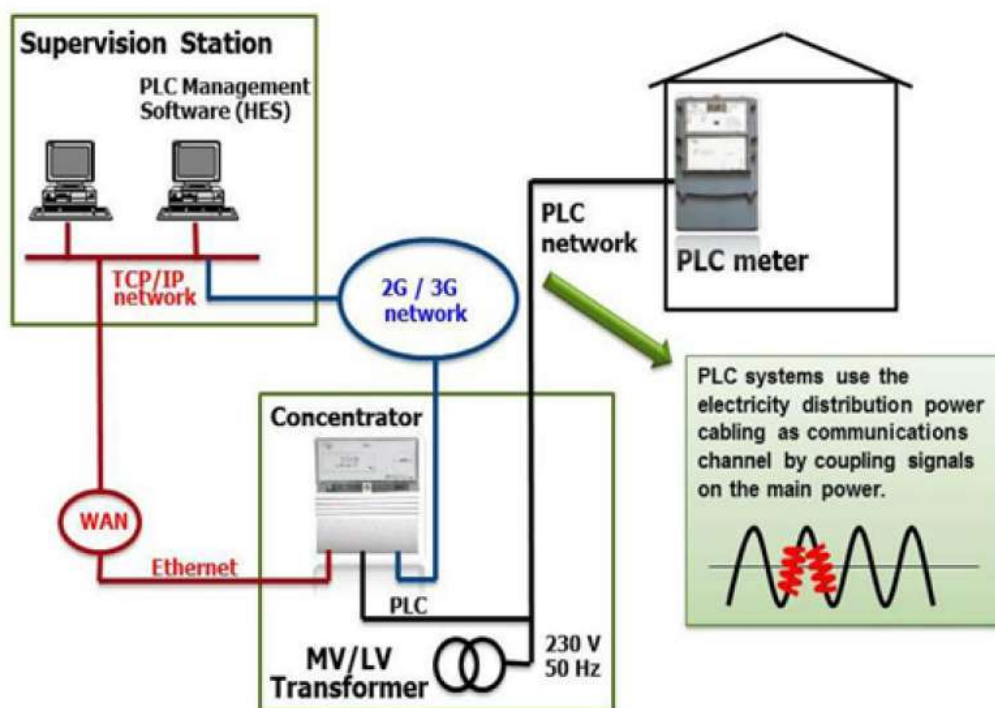 Supervision Station
PLC Management
Software (HES)
TCP/IP
network
2G / 3G
network
PLC
network
PLC meter
PLC systems use the
electricity distribution power
cabling as communications
channel by coupling signals
on the main power.
Concentrator
WAN
Ethernet
PLC
MV/LV
Transformer
230 V
50 Hz